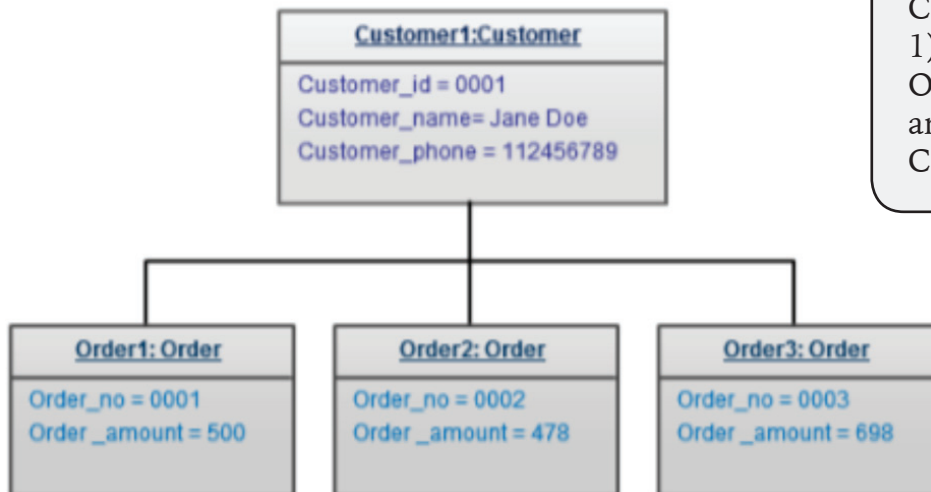 Customer1:Customer
Customer_id = 0001
Customer_name= Jane Doe
Customer_phone = 112456789
1)
Order1: Order
Order_no = 0001
Order _amount = 500
Order2: Order
Order_no = 0002
Order _amount = 478
Order3: Order
Order_no = 0003
Order _amount = 698